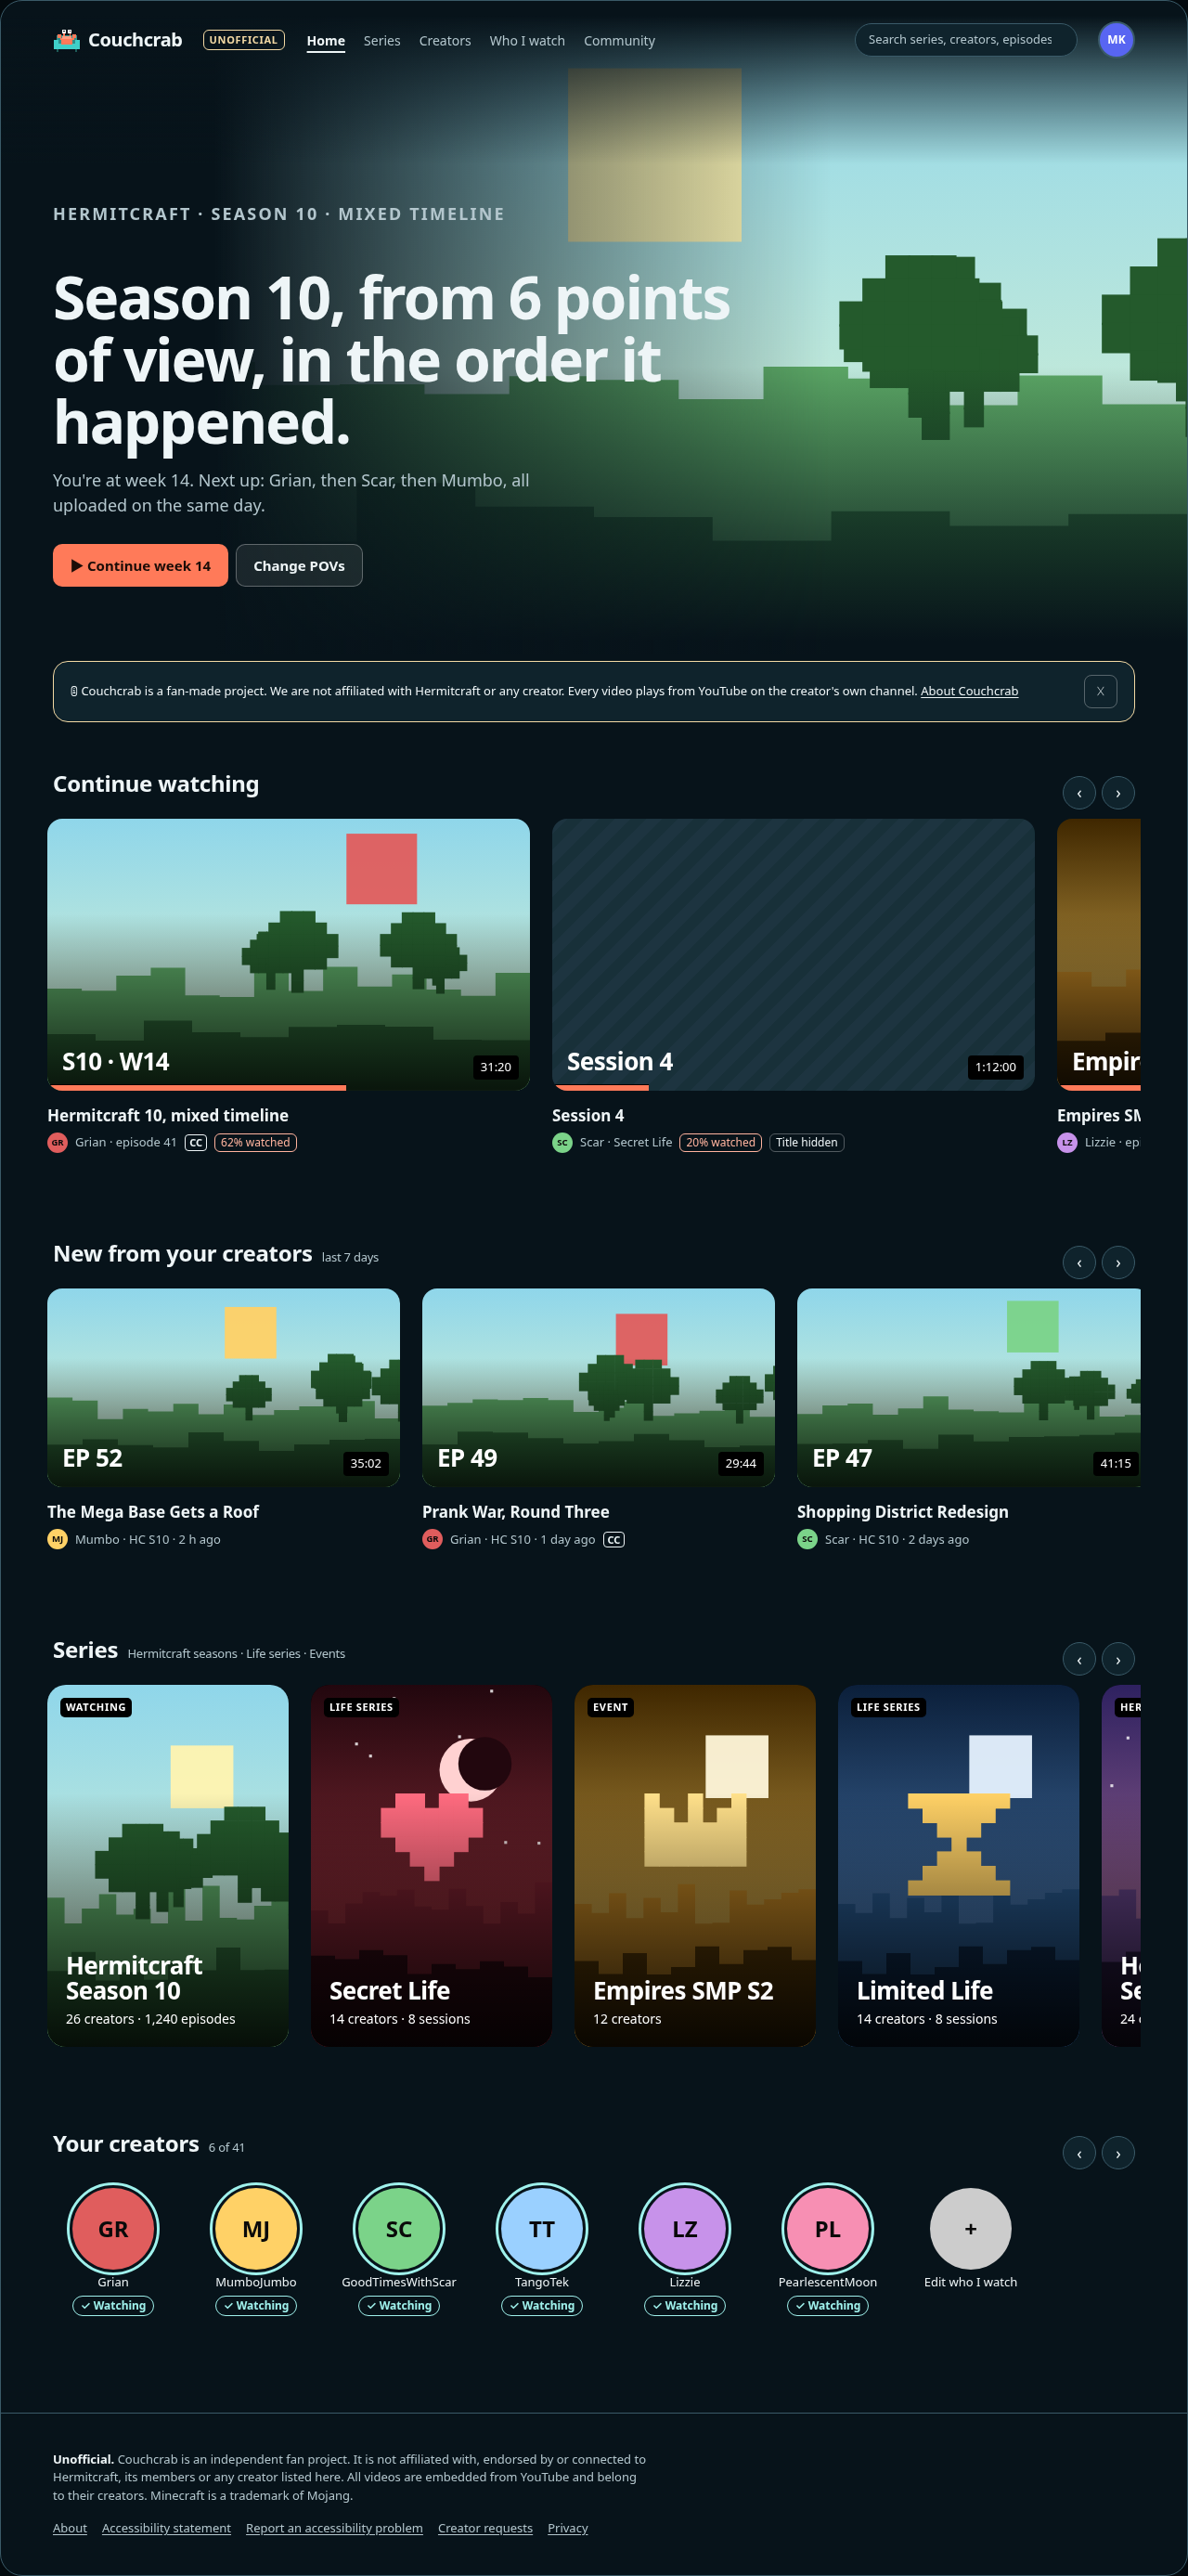 Couchcrab
UNOFFICIAL
Home
Series
Creators
Who I watch
Community
Search series, creators, episodes
MK
HERMITCRAFT · SEASON 10 · MIXED TIMELINE
Season 10, from 6 points
of view, in the order it
happened.
You're at week 14. Next up: Grian, then Scar, then Mumbo, all
uploaded on the same day.
▶ Continue week 14
Change POVs
Couchcrab is a fan-made project. We are not affiliated with Hermitcraft or any creator. Every video plays from YouTube on the creator's own channel. About Couchcrab
X
Continue watching
‹ ›
S10 · W14
31:20
Hermitcraft 10, mixed timeline
GR Grian · episode 41 CC 62% watched
Session 4
1:12:00
Session 4
SC Scar · Secret Life 20% watched Title hidden
Empir
Empires SM
LZ Lizzie · ep
New from your creators last 7 days
‹ ›
EP 52
35:02
The Mega Base Gets a Roof
MJ Mumbo · HC S10 · 2 h ago
EP 49
29:44
Prank War, Round Three
GR Grian · HC S10 · 1 day ago CC
EP 47
41:15
Shopping District Redesign
SC Scar · HC S10 · 2 days ago
Series Hermitcraft seasons · Life series · Events
‹ ›
WATCHING
Hermitcraft
Season 10
26 creators · 1,240 episodes
LIFE SERIES
Secret Life
14 creators · 8 sessions
EVENT
Empires SMP S2
12 creators
LIFE SERIES
Limited Life
14 creators · 8 sessions
HER
He
Se
24
Your creators 6 of 41
‹ ›
GR
Grian
✓ Watching
MJ
MumboJumbo
✓ Watching
SC
GoodTimesWithScar
✓ Watching
TT
TangoTek
✓ Watching
LZ
Lizzie
✓ Watching
PL
PearlescentMoon
✓ Watching
+
Edit who I watch
Unofficial. Couchcrab is an independent fan project. It is not affiliated with, endorsed by or connected to
Hermitcraft, its members or any creator listed here. All videos are embedded from YouTube and belong
to their creators. Minecraft is a trademark of Mojang.
About
Accessibility statement
Report an accessibility problem
Creator requests
Privacy